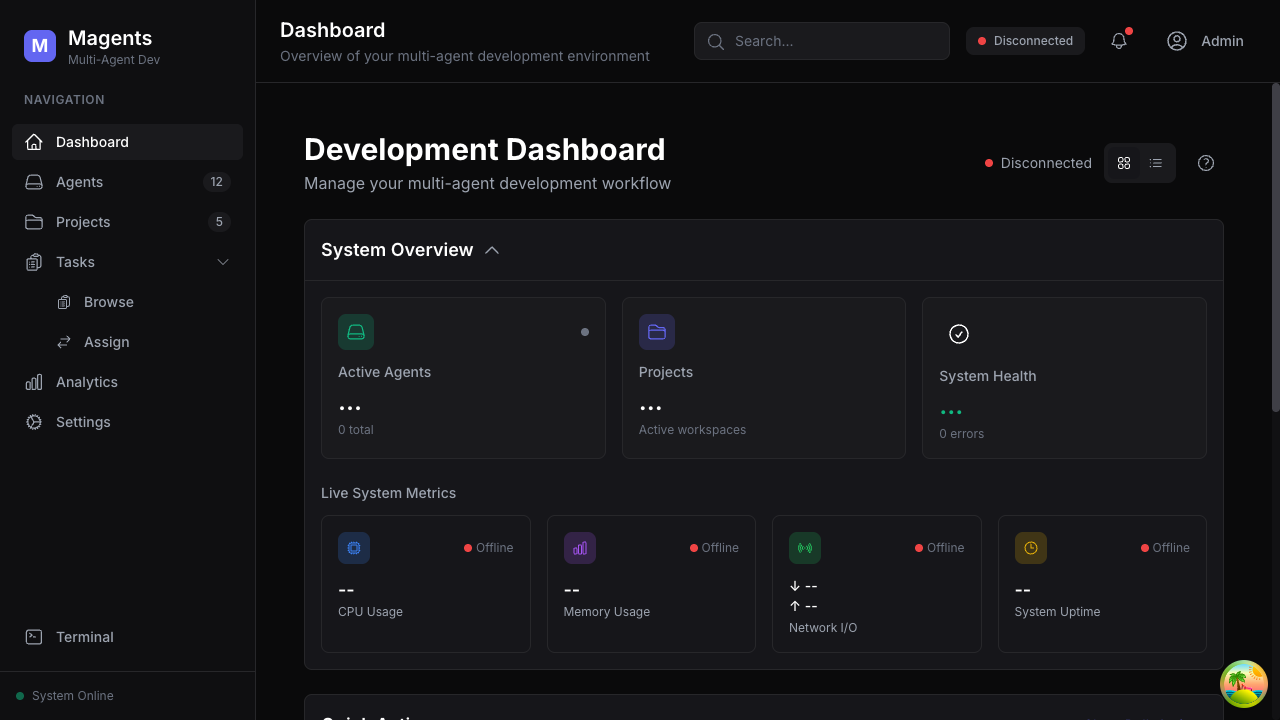 M
Magents
Multi-Agent Dev
NAVIGATION
Dashboard
Agents 12
Projects 5
Tasks
Browse
Assign
Analytics
Settings
Terminal
System Online
Dashboard
Overview of your multi-agent development environment
Search...
Disconnected
Admin
Development Dashboard
Manage your multi-agent development workflow
Disconnected
System Overview
Active Agents
...
0 total
Projects
...
Active workspaces
System Health
...
0 errors
Live System Metrics
Offline
--
CPU Usage
Offline
--
Memory Usage
Offline
↓ --
↑ --
Network I/O
Offline
--
System Uptime